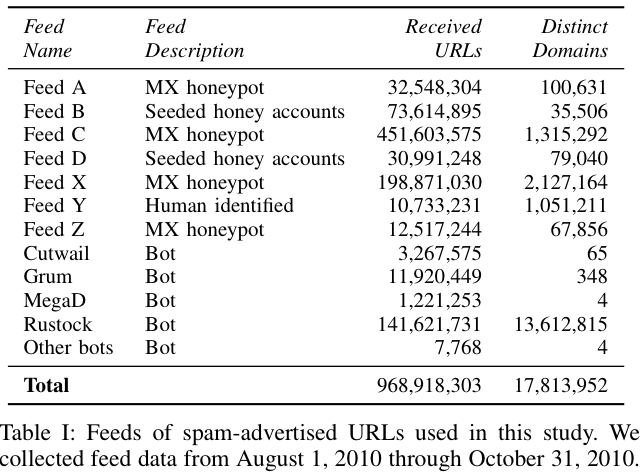 Feed Feed Received Distinct
Name Description URLs Domains
Feed A MX honeypot 32,548,304 100,631
Feed B Seeded honey accounts 73,614,895 35,506
Feed C MX honeypot 451,603,575 1,315,292
Feed D Seeded honey accounts 30,991,248 79,040
Feed X MX honeypot 198,871,030 2,127,164
Feed Y Human identified 10,733,231 1,051,211
Feed Z MX honeypot 12,517,244 67,856
Cutwail Bot 3,267,575 65
Grum Bot 11,920,449 348
MegaD Bot 1,221,253 4
Rustock Bot 141,621,731 13,612,815
Other bots Bot 7,768 4
Total 968,918,303 17,813,952
Table I: Feeds of spam-advertised URLs used in this study. We
collected feed data from August 1, 2010 through October 31, 2010.